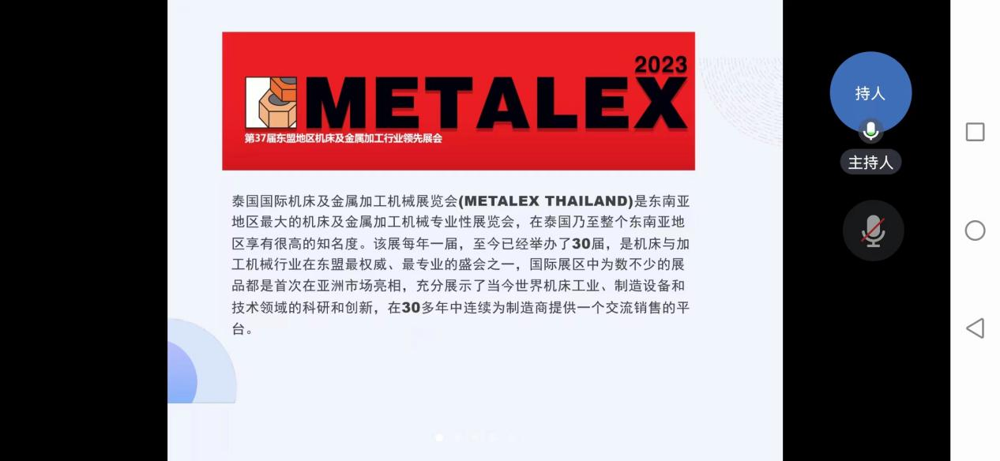 2023
METALEX
第37届东盟地区机床及金属加工行业领先展会
泰国国际机床及金属加工机械展览会(METALEX THAILAND)是东南亚
地区最大的机床及金属加工机械专业性展览会，在泰国乃至整个东南亚地
区享有很高的知名度。该展每年一届，至今已经举办了30届，是机床与加
工机械行业在东盟最权威、最专业的盛会之一，国际展区中为数不少的展
品都是首次在亚洲市场亮相，充分展示了当今世界机床工业、制造设备和
技术领域的科研和创新，在30多年中连续为制造商提供一个交流销售的平
台。
持人
主持人